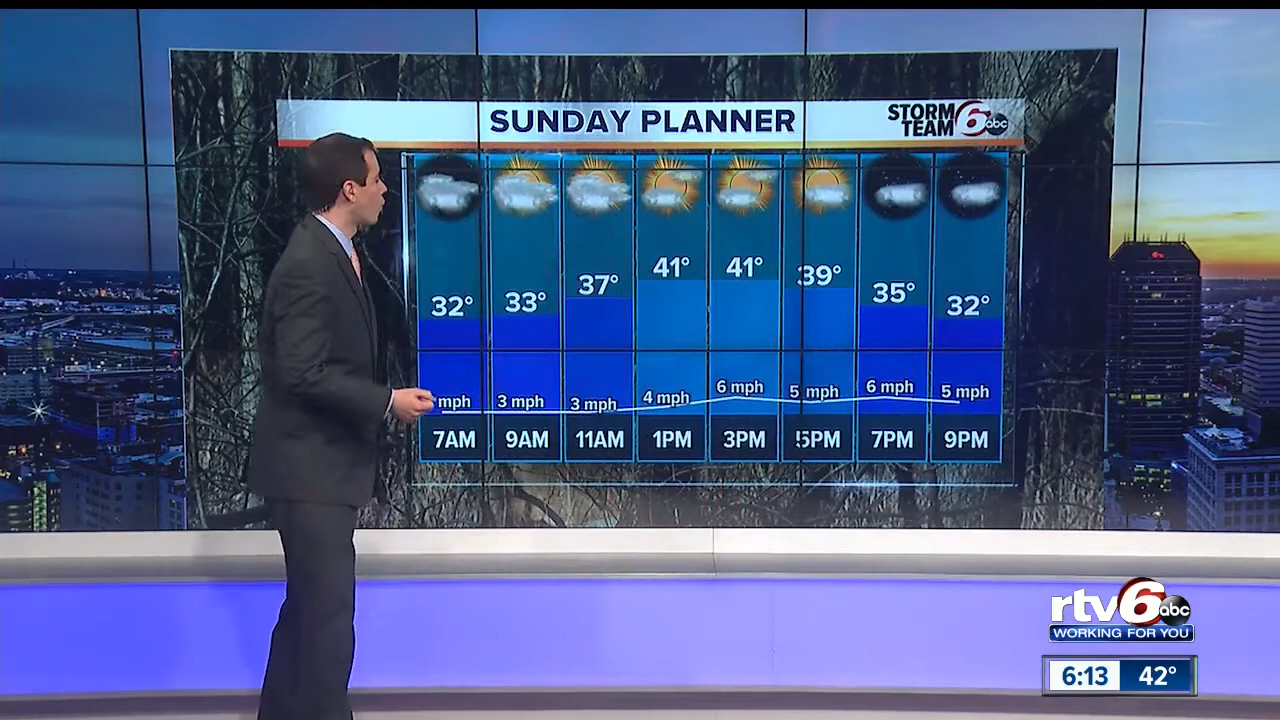 SUNDAY PLANNER
STORM TEAM 6 abc
32° 33° 37° 41° 41° 39° 35° 32°
mph 3 mph 3 mph 4 mph 6 mph 5 mph 6 mph 5 mph
7AM 9AM 11AM 1PM 3PM 5PM 7PM 9PM
rtv6 abc
WORKING FOR YOU
6:13 42°